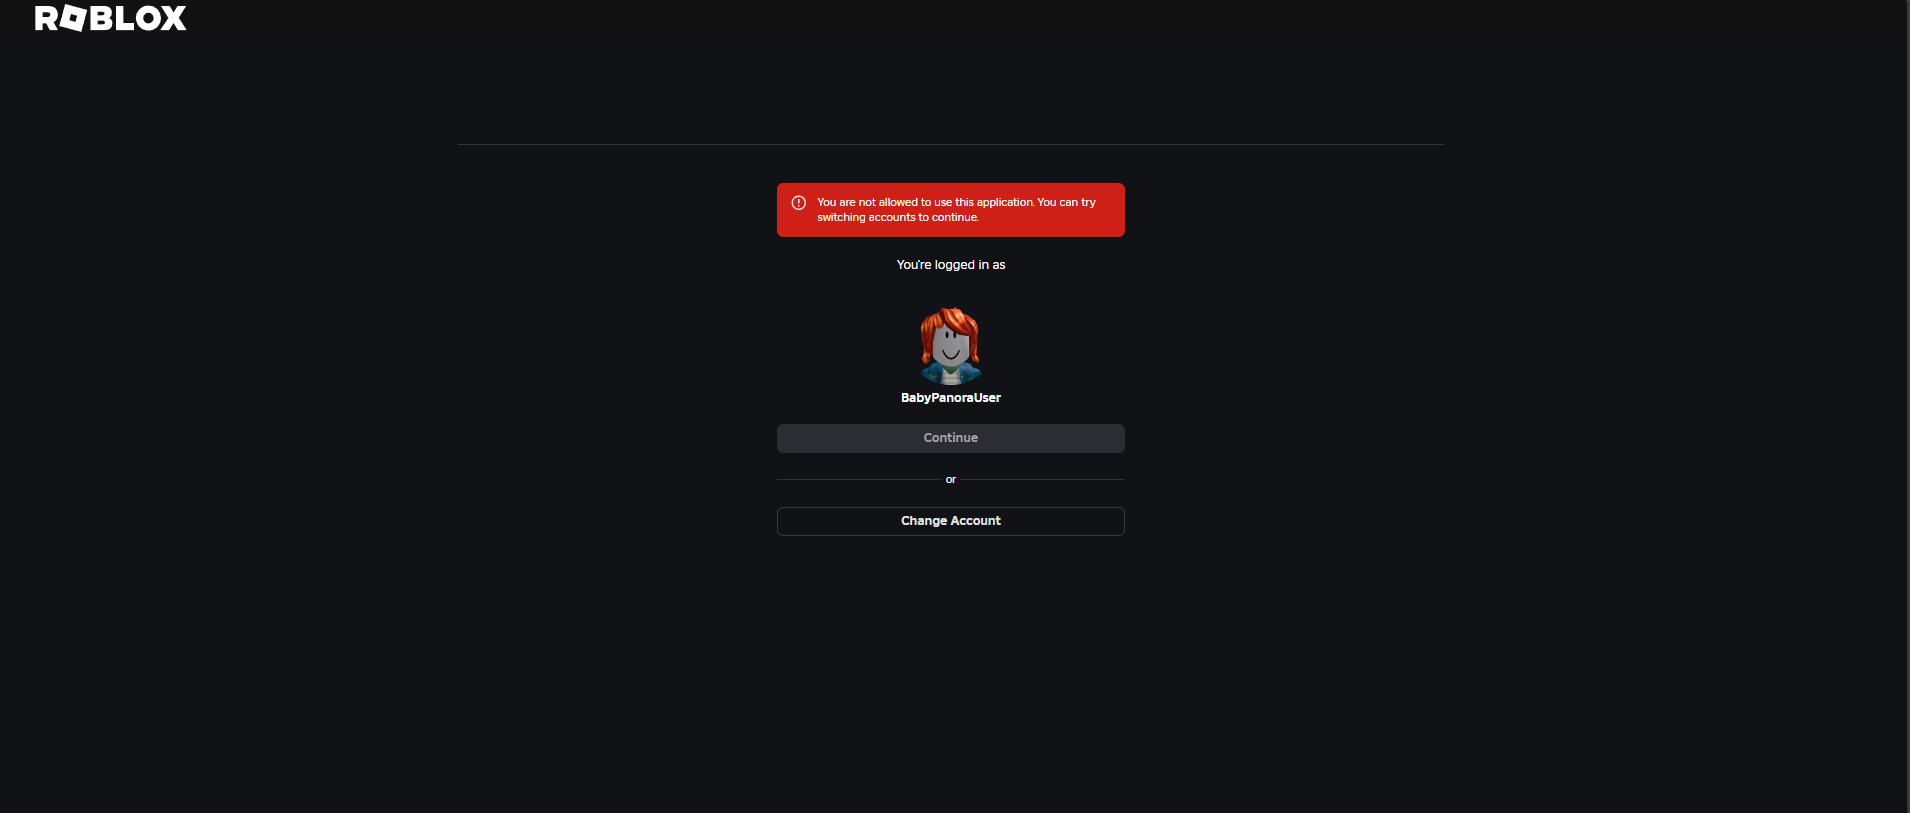 ROBLOX
You are not allowed to use this application. You can try
switching accounts to continue.
You're logged in as
BabyPanoraUser
Continue
or
Change Account